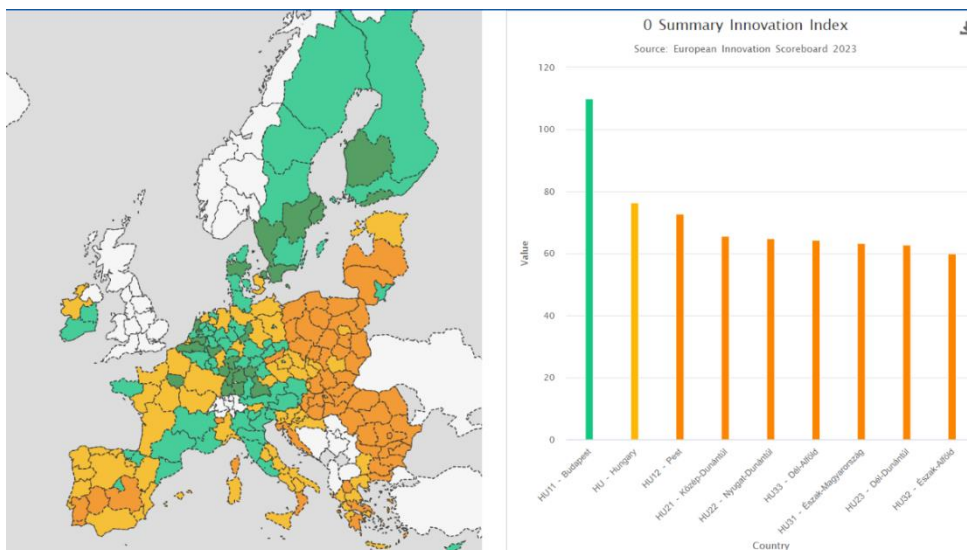 0 Summary Innovation Index
Source: European Innovation Scoreboard 2023
120
100
80
60
40
20
0
Value
HU11 - Budapest
HU - Hungary
HU12 - Pest
HU21 - Közép-Dunántúl
HU22 - Nyugat-Dunántúl
HU33 - Dél-Alföld
HU31 - Észak-Magyarország
HU23 - Dél-Dunántúl
HU32 - Észak-Alföld
Country